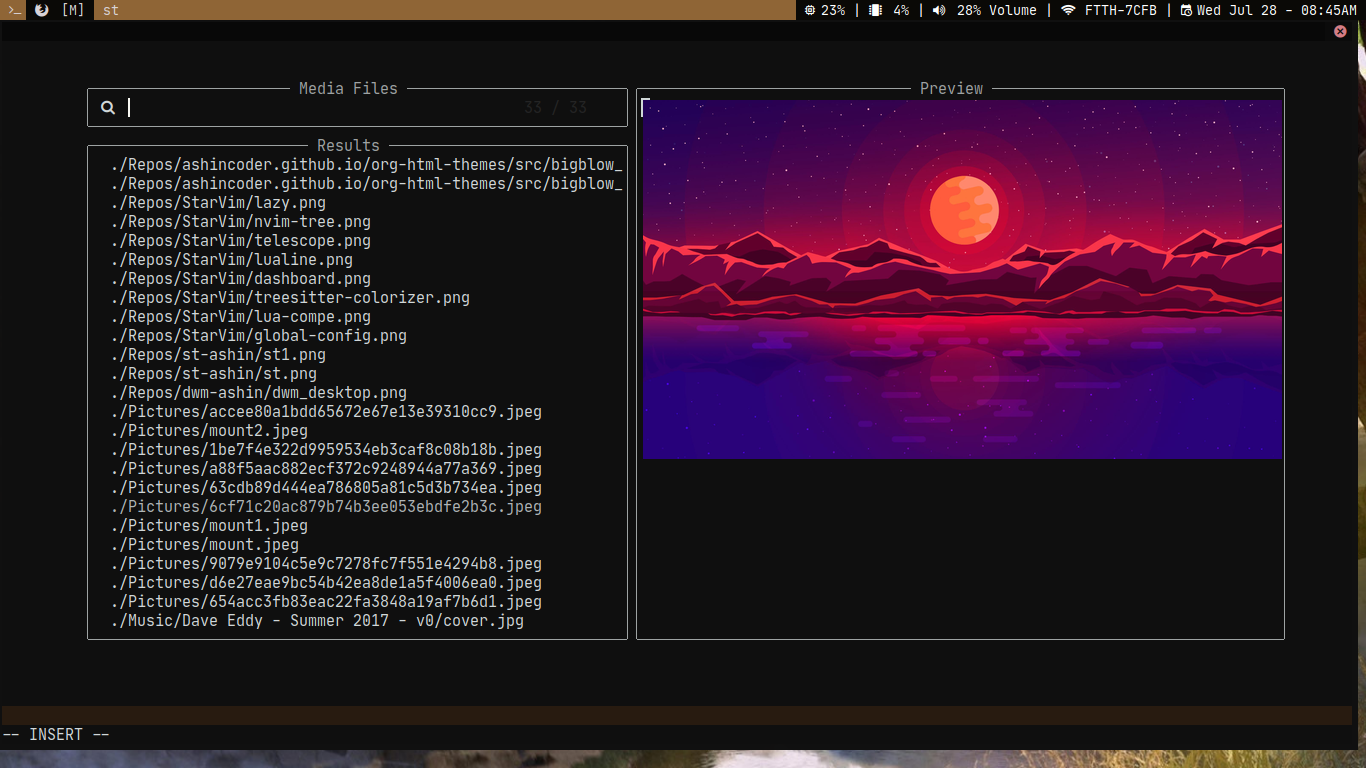 [M] st 23% | 4% | 28% Volume | FTTH-7CFB | Wed Jul 28 - 08:45AM
Media Files
33 / 33
Results
./Repos/ashincoder.github.io/org-html-themes/src/bigblow_
./Repos/ashincoder.github.io/org-html-themes/src/bigblow_
./Repos/StarVim/lazy.png
./Repos/StarVim/nvim-tree.png
./Repos/StarVim/telescope.png
./Repos/StarVim/lualine.png
./Repos/StarVim/dashboard.png
./Repos/StarVim/treesitter-colorizer.png
./Repos/StarVim/lua-compe.png
./Repos/StarVim/global-config.png
./Repos/st-ashin/st1.png
./Repos/st-ashin/st.png
./Repos/dwm-ashin/dwm_desktop.png
./Pictures/accee80a1bdd65672e67e13e39310cc9.jpeg
./Pictures/mount2.jpeg
./Pictures/1be7f4e322d9959534eb3caf8c08b18b.jpeg
./Pictures/a88f5aac882ecf372c9248944a77a369.jpeg
./Pictures/63cdb89d444ea786805a81c5d3b734ea.jpeg
./Pictures/6cf71c20ac879b74b3ee053ebdfe2b3c.jpeg
./Pictures/mount1.jpeg
./Pictures/mount.jpeg
./Pictures/9079e9104c5e9c7278fc7f551e4294b8.jpeg
./Pictures/d6e27eae9bc54b42ea8de1a5f4006ea0.jpeg
./Pictures/654acc3fb83eac22fa3848a19af7b6d1.jpeg
./Music/Dave Eddy - Summer 2017 - v0/cover.jpg
Preview
-- INSERT --